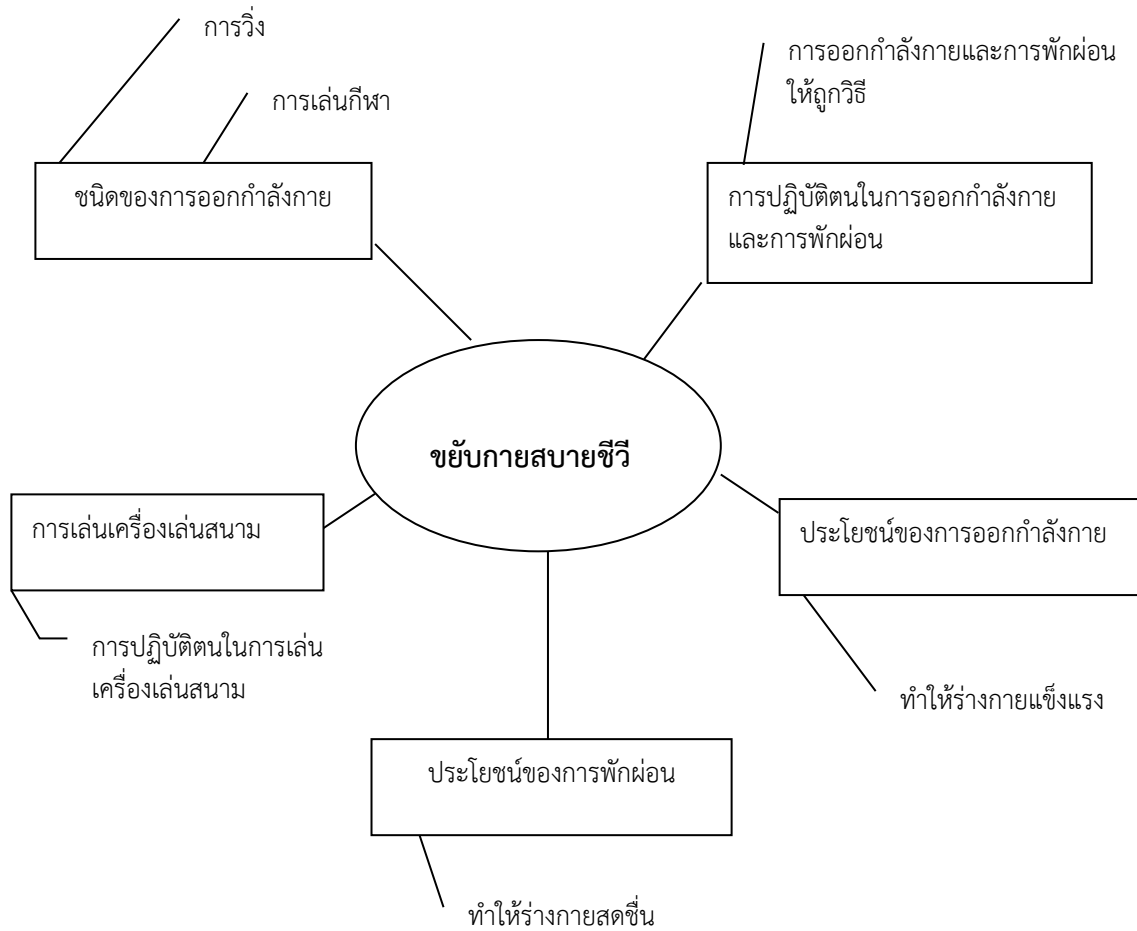 การวิ่ง
การเล่นกีฬา
ชนิดของการออกกำลังกาย
การออกกำลังกายและการพักผ่อน
ให้ถูกวิธี
การปฏิบัติตนในการออกกำลังกาย
และการพักผ่อน
ขยับกายสบายชีวี
การเล่นเครื่องเล่นสนาม
การปฏิบัติตนในการเล่น
เครื่องเล่นสนาม
ประโยชน์ของการออกกำลังกาย
ทำให้ร่างกายแข็งแรง
ประโยชน์ของการพักผ่อน
ทำให้ร่างกายสดชื่น